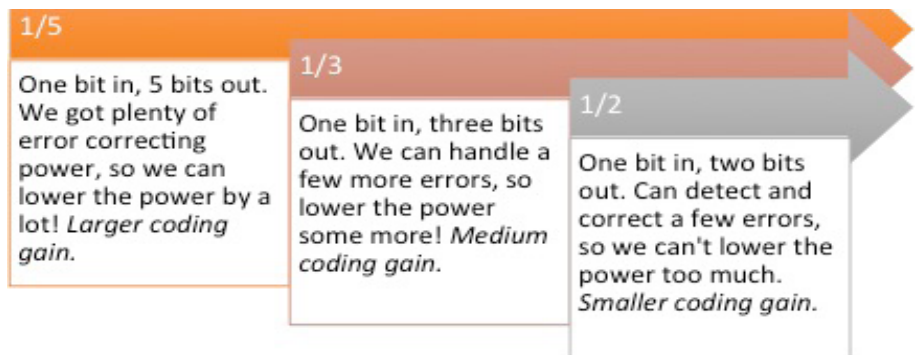 1/5
One bit in, 5 bits out.
We got plenty of
error correcting
power, so we can
lower the power by a
lot! Larger coding
gain.
1/3
One bit in, three bits
out. We can handle a
few more errors, so
lower the power
some more! Medium
coding gain.
1/2
One bit in, two bits
out. Can detect and
correct a few errors,
so we can't lower the
power too much.
Smaller coding gain.